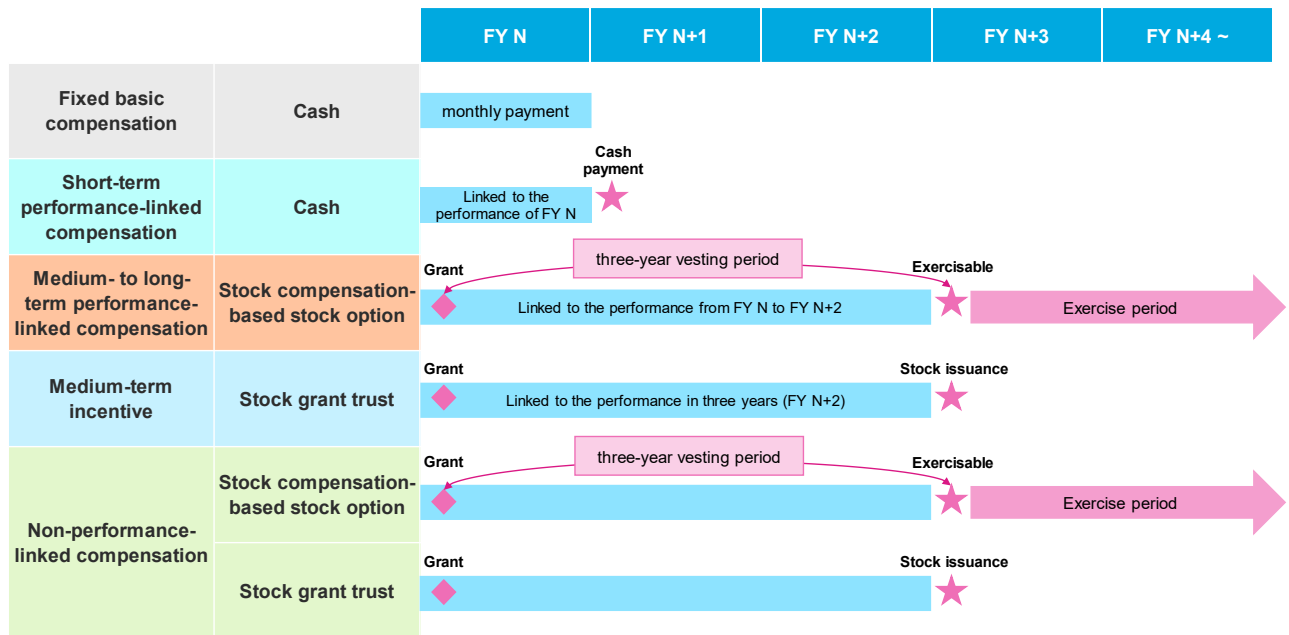 FY N
FY N+1
FY N+2
FY N+3
FY N+4 ~
Fixed basic
compensation
Cash
monthly payment
Short-term
performance-linked
compensation
Cash
Linked to the
performance of FY N
Cash
payment
Medium- to long-
term performance-
linked compensation
Stock compensation-
based stock option
Grant
three-year vesting period
Exercisable
Linked to the performance from FY N to FY N+2
Exercise period
Medium-term
incentive
Stock grant trust
Grant
Stock issuance
Linked to the performance in three years (FY N+2)
Non-performance-
linked compensation
Stock compensation-
based stock option
Grant
three-year vesting period
Exercisable
Exercise period
Stock grant trust
Grant
Stock issuance